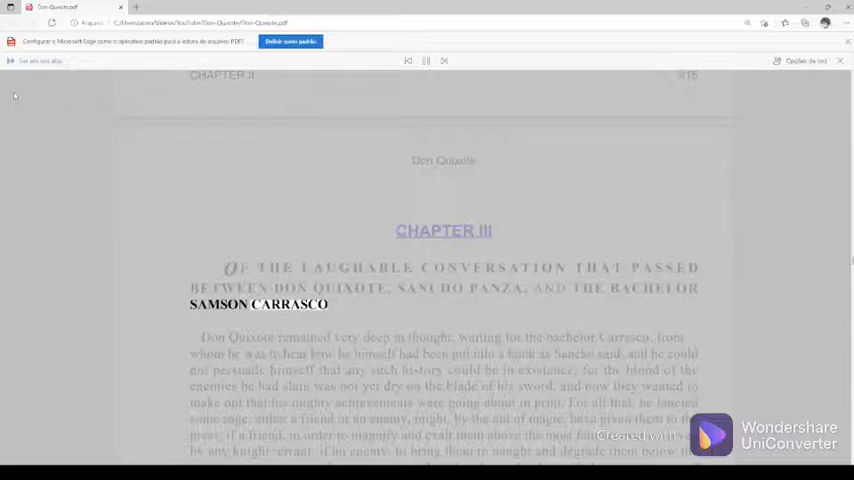 Don-Quixote.pdf
Arquivo C:/Users/
/Videos/YouTube/Don-Quixote/Don-Quixote.pdf
Configurar o Microsoft Edge como o aplicativo padrão para a leitura de arquivos PDF?
Definir como padrão
Ler em voz alta
Opções de voz
CHAPTER II
Don Quixote
CHAPTER III
OF THE LAUGHABLE CONVERSATION THAT PASSED
BETWEEN DON QUIXOTE, SANCHO PANZA, AND THE BACHELOR
SAMSON CARRASCO
Don Quixote remained very deep in thought, waiting for the bachelor Carrasco, from
whom he was to hear how he himself had been put into a book as Sancho said; and he could
not persuade himself that any such history could be in existence, for the blood of the
enemies he had slain was not yet dry on the blade of his sword, and now they wanted to
make out that his mighty achievements were going about in print. For all that, he fancied
some sage, either a friend or an enemy, might, by the aid of magic, have given them to the
press; if a friend, in order to magnify and exalt them above the most
by any knight-errant; if an enemy, to bring them to naught and degrade them below the
Created with
Wondershare
UniConverter